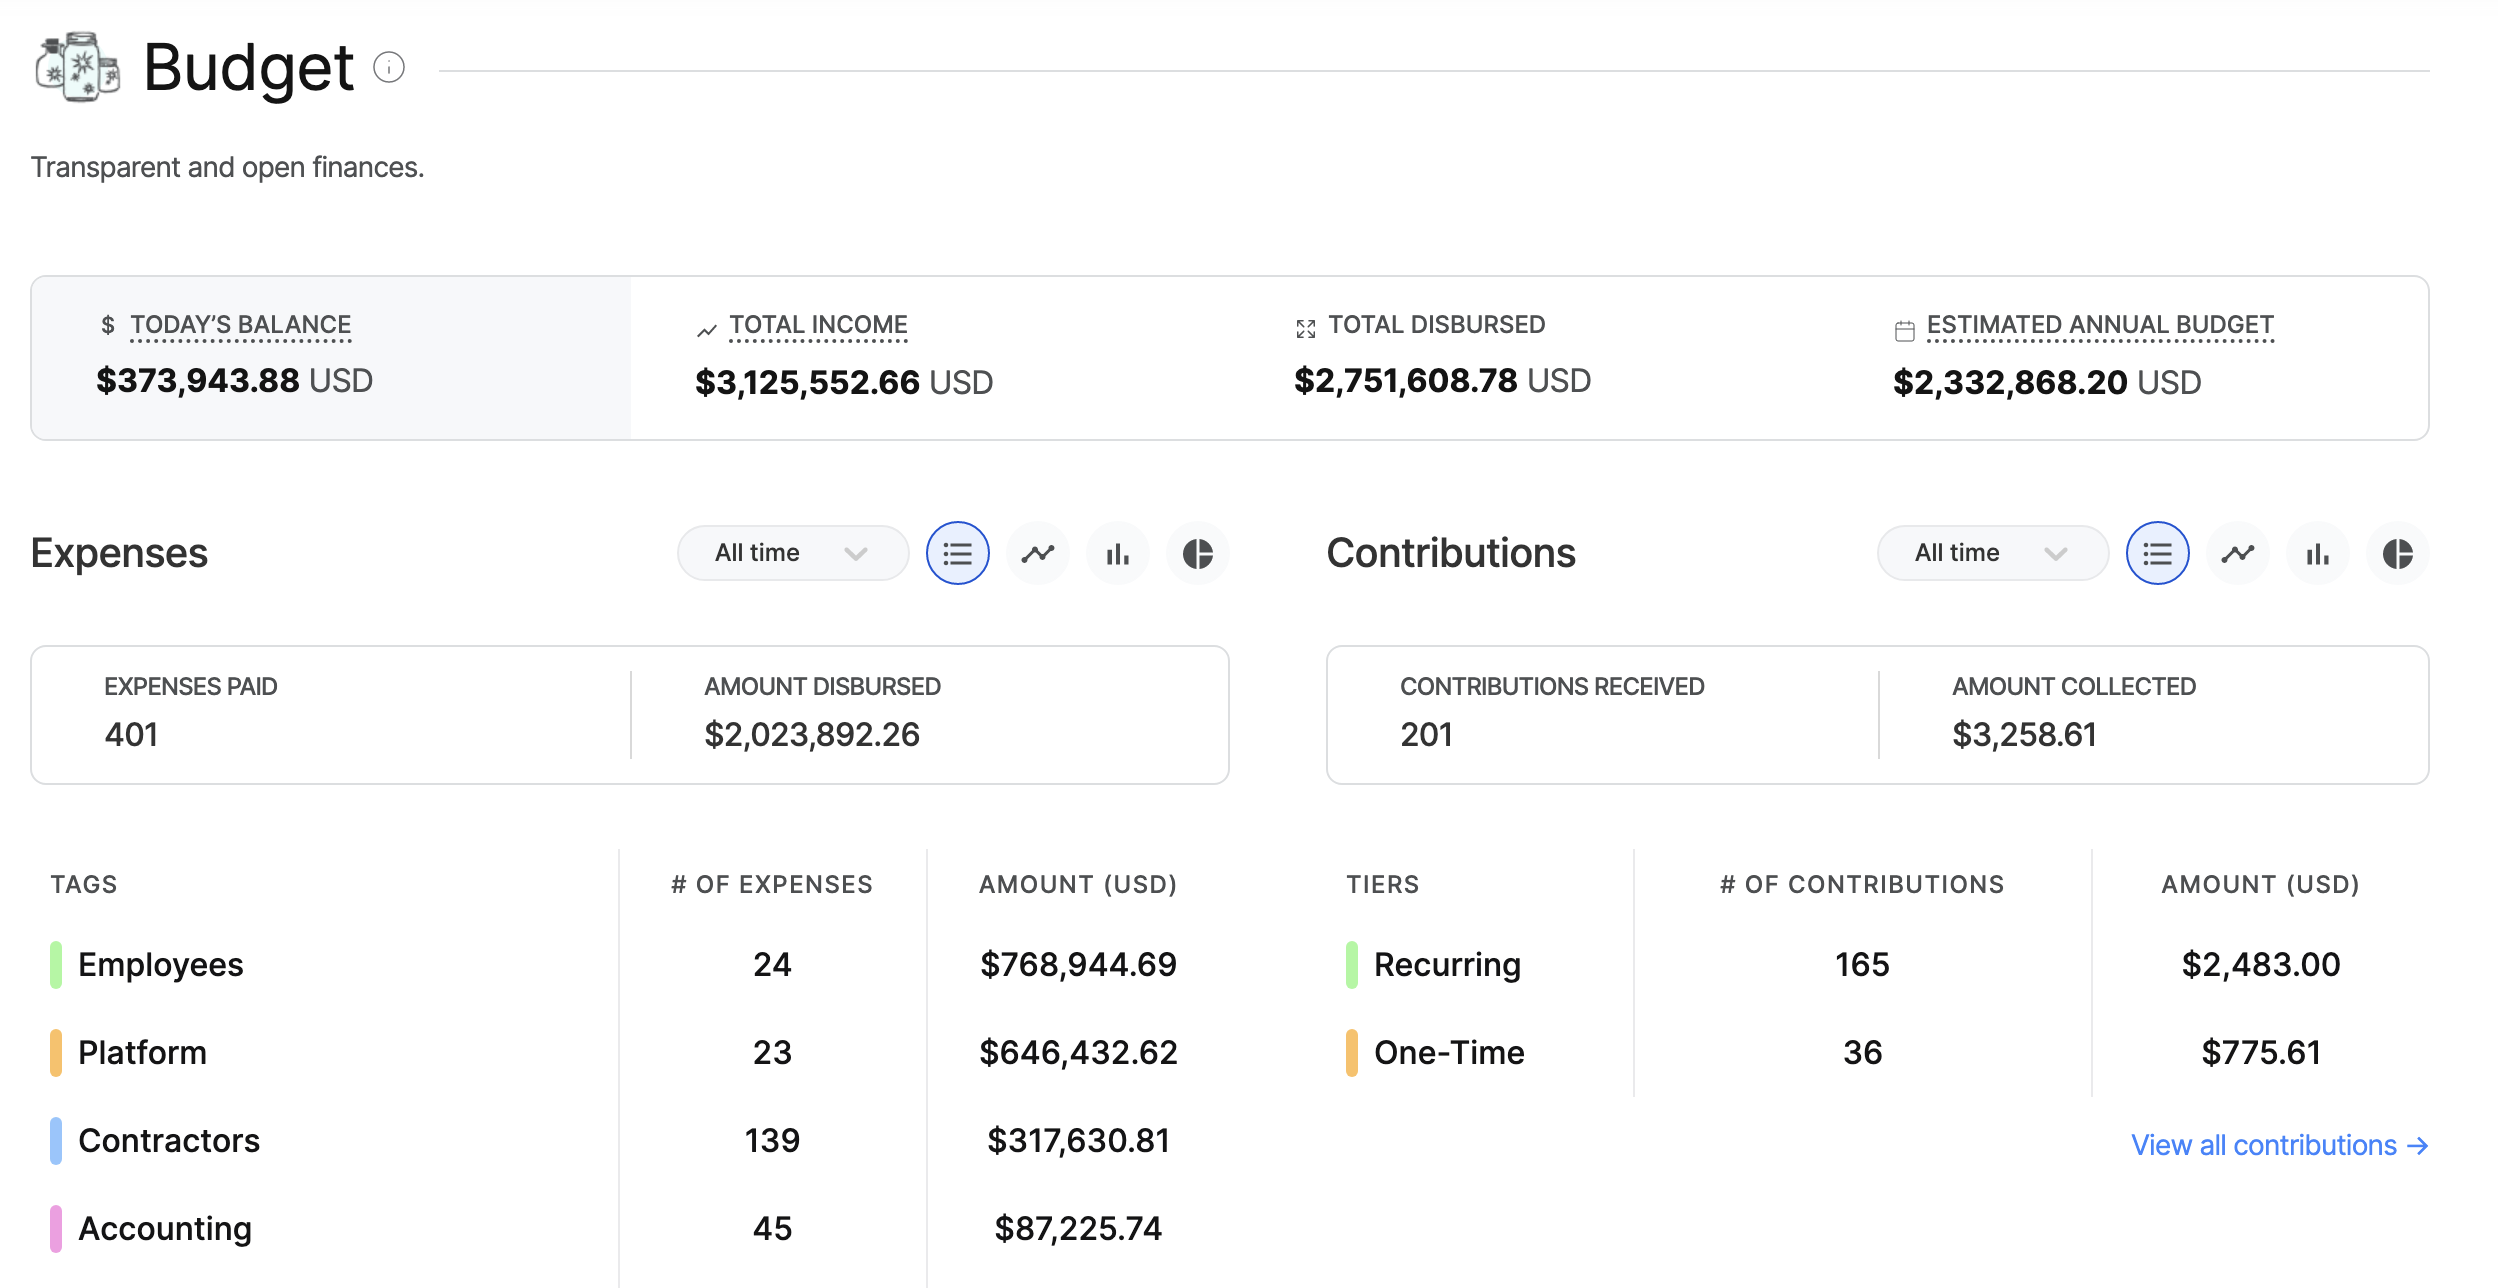 Budget
Transparent and open finances.
$ TODAY’S BALANCE
$373,943.88 USD
TOTAL INCOME
$3,125,552.66 USD
TOTAL DISBURSED
$2,751,608.78 USD
ESTIMATED ANNUAL BUDGET
$2,332,868.20 USD
Expenses
All time
EXPENSES PAID
401
AMOUNT DISBURSED
$2,023,892.26
TAGS # OF EXPENSES AMOUNT (USD)
Employees 24 $768,944.69
Platform 23 $646,432.62
Contractors 139 $317,630.81
Accounting 45 $87,225.74
Contributions
All time
CONTRIBUTIONS RECEIVED
201
AMOUNT COLLECTED
$3,258.61
TIERS # OF CONTRIBUTIONS AMOUNT (USD)
Recurring 165 $2,483.00
One-Time 36 $775.61
View all contributions →